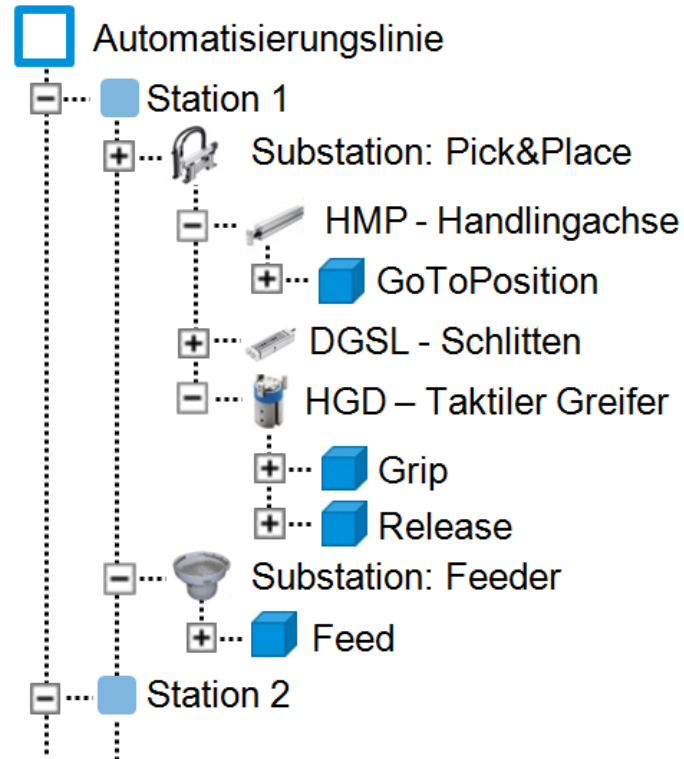 Automatisierungslinie
Station 1
Substation: Pick&Place
HMP - Handlingachse
GoToPosition
DGSL - Schlitten
HGD – Taktiler Greifer
Grip
Release
Substation: Feeder
Feed
Station 2